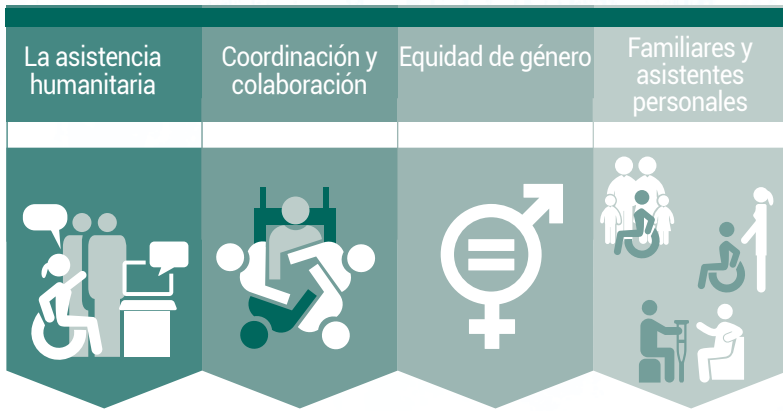 La asistencia
humanitaria
Coordinación y
colaboración
Equidad de género
Familiares y
asistentes
personales